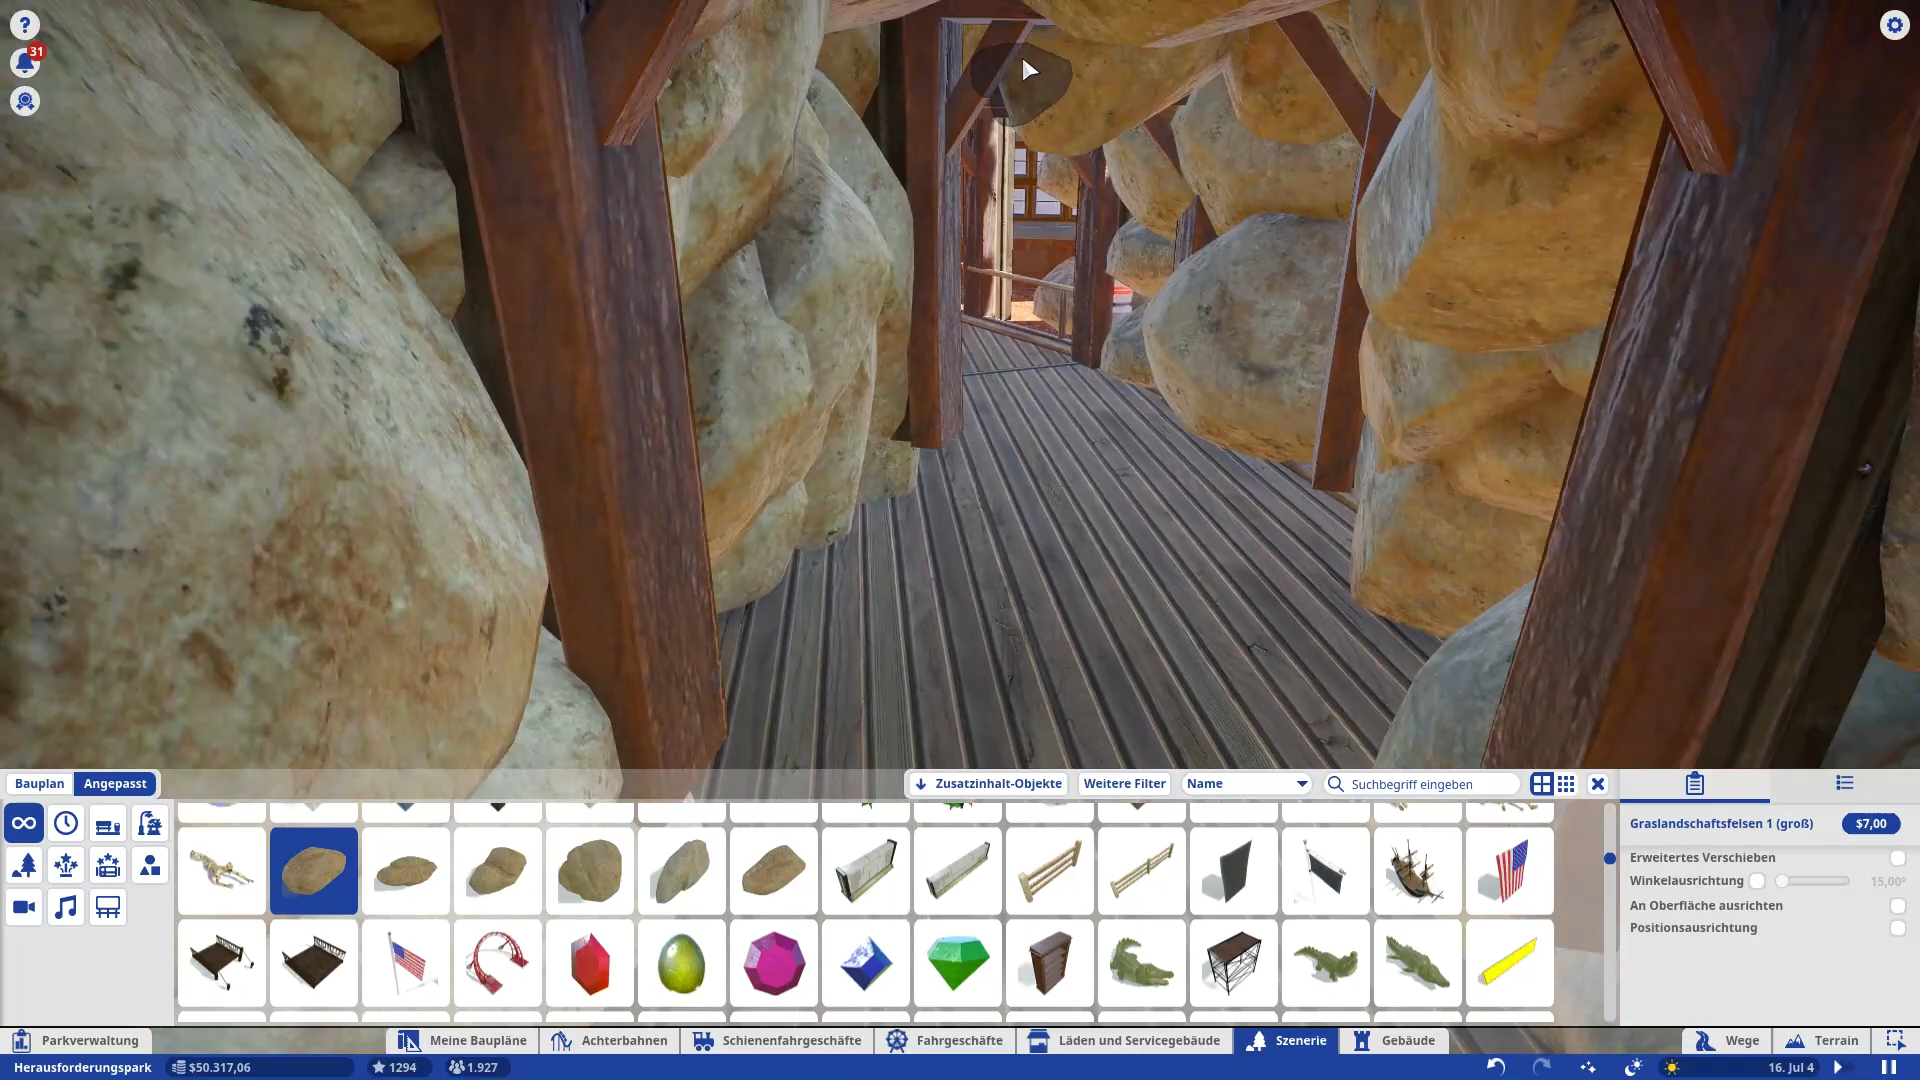 ?
31
Bauplan
Angepasst
Zusatzinhalt-Objekte
Weitere Filter
Name
Suchbegriff eingeben
Graslandschaftsfelsen 1 (groß)
$7,00
Erweitertes Verschieben
Winkelausrichtung
15,00°
An Oberfläche ausrichten
Positionsausrichtung
Parkverwaltung
Meine Baupläne
Achterbahnen
Schienenfahrgeschäfte
Fahrgeschäfte
Läden und Servicegebäude
Szenerie
Gebäude
Wege
Terrain
Herausforderungspark
$50.317,06
1294
1.927
16. Jul 4